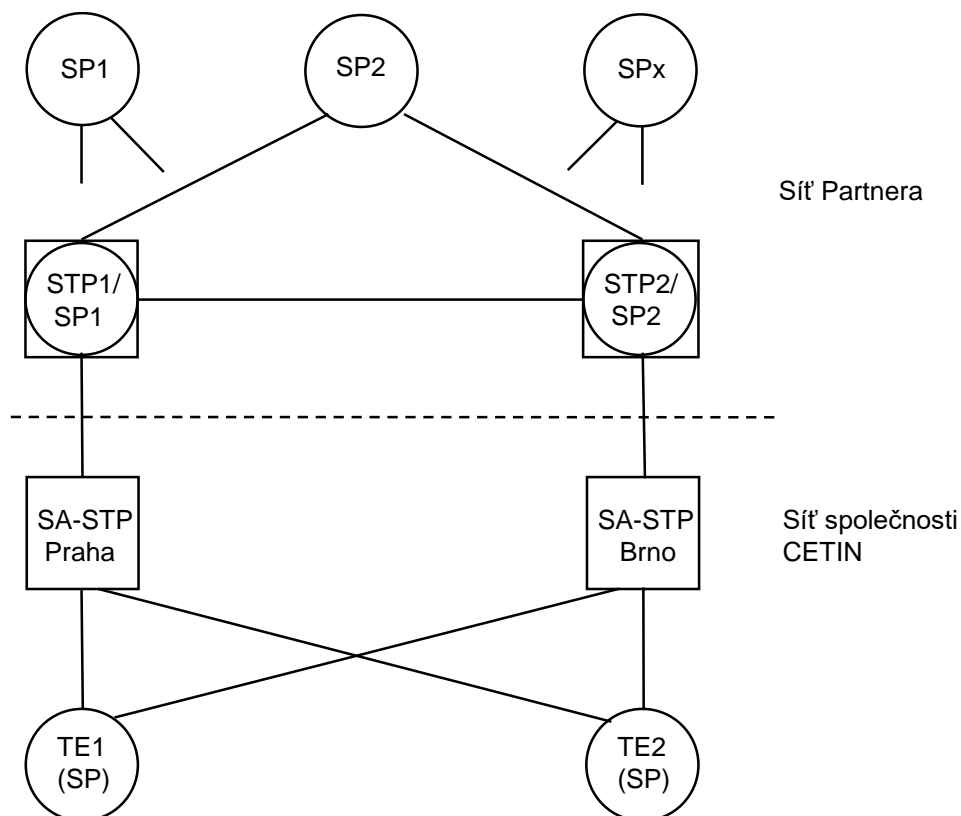 SP1
SP2
SPx
Síť Partnera
STP1/
SP1
STP2/
SP2
SA-STP
Praha
SA-STP
Brno
Síť společnosti
CETIN
TE1
(SP)
TE2
(SP)